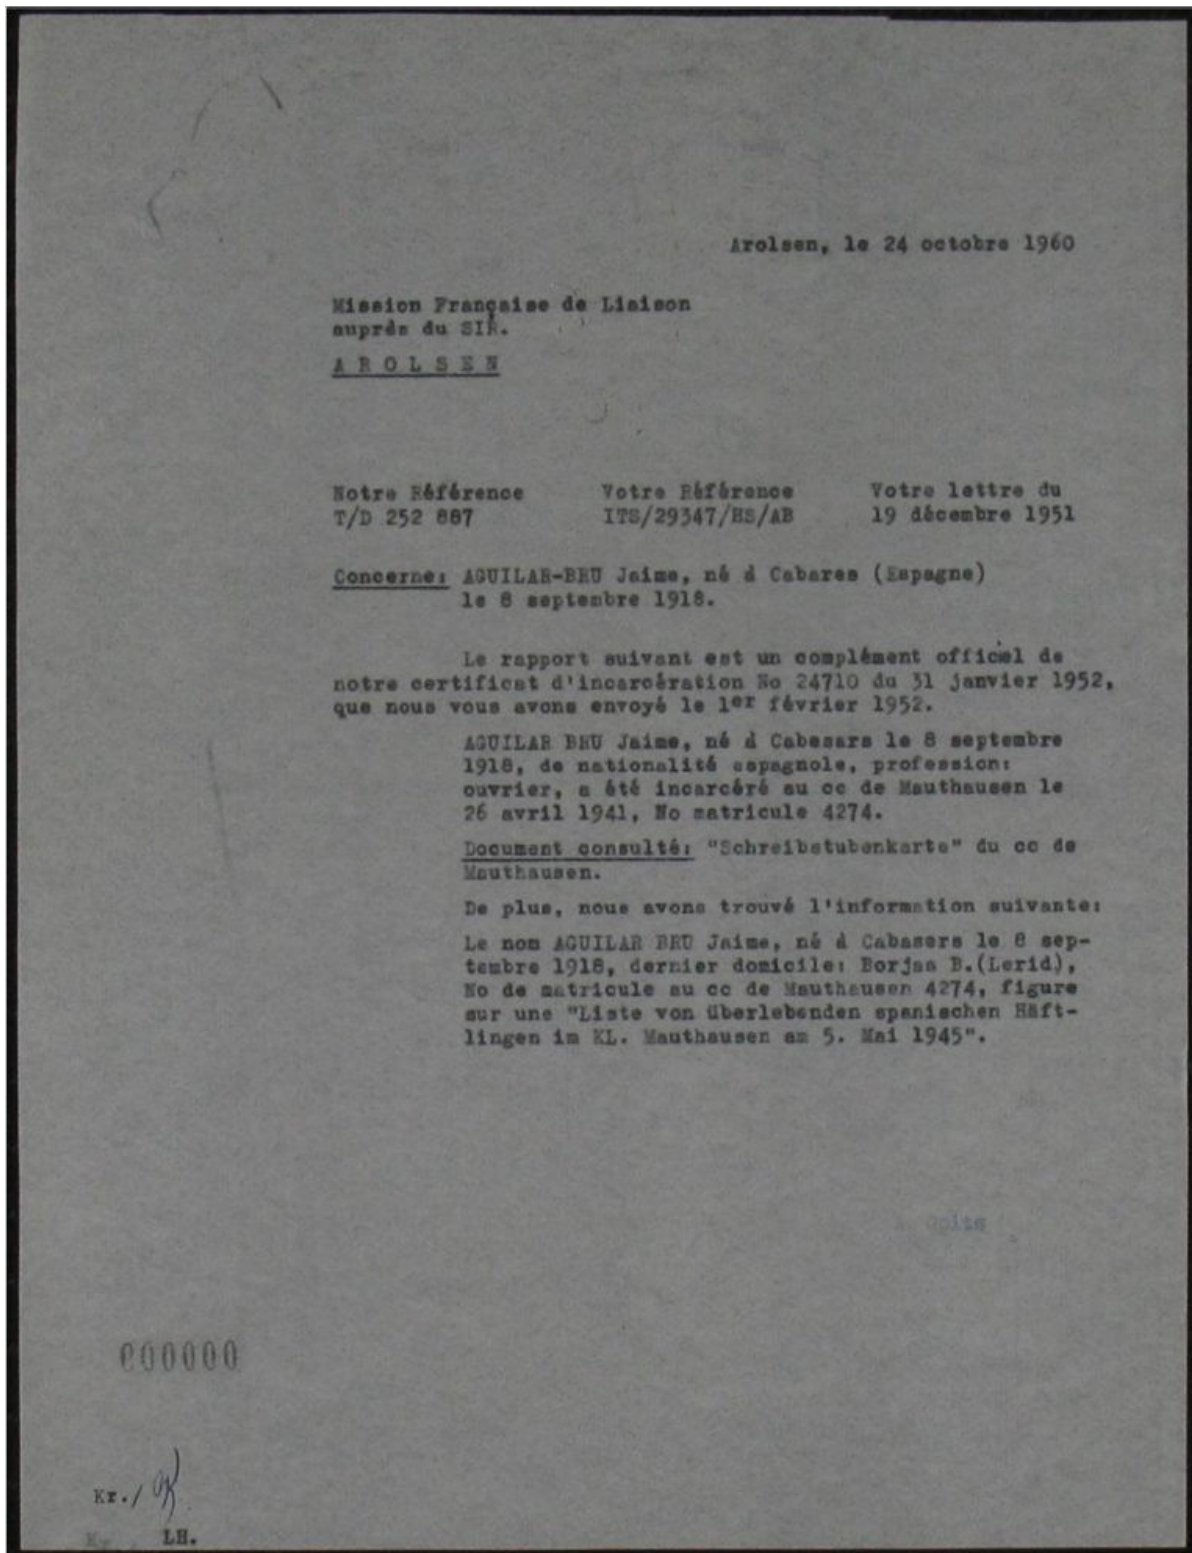 Arolsen, le 24 octobre 1960
Mission Française de Liaison
auprès du SIR.
AROLSEN
Notre Référence Votre Référence Votre lettre du
T/D 252 887 ITS/29347/HS/AB 19 décembre 1951
Concerne: AGUILAR-BRU Jaime, né à Cabares (Espagne)
le 8 septembre 1918.
Le rapport suivant est un complément officiel de
notre certificat d'incarcération No 24710 du 31 janvier 1952,
que nous vous avons envoyé le 1er février 1952.
AGUILAR BRU Jaime, né à Cabesars le 8 septembre
1918, de nationalité espagnole, profession:
ouvrier, a été incarcéré au cc de Mauthausen le
26 avril 1941, No matricule 4274.
Document consulté: "Schreibstubenkarte" du cc de
Mauthausen.
De plus, nous avons trouvé l'information suivante:
Le nom AGUILAR BRU Jaime, né à Cabasers le 8 sep-
tembre 1918, dernier domicile: Borjas B.(Lerid),
No de matricule au cc de Mauthausen 4274, figure
sur une "Liste von überlebenden spanischen Häft-
lingen im KL. Mauthausen am 5. Mai 1945".
000000
Kr./
LH.